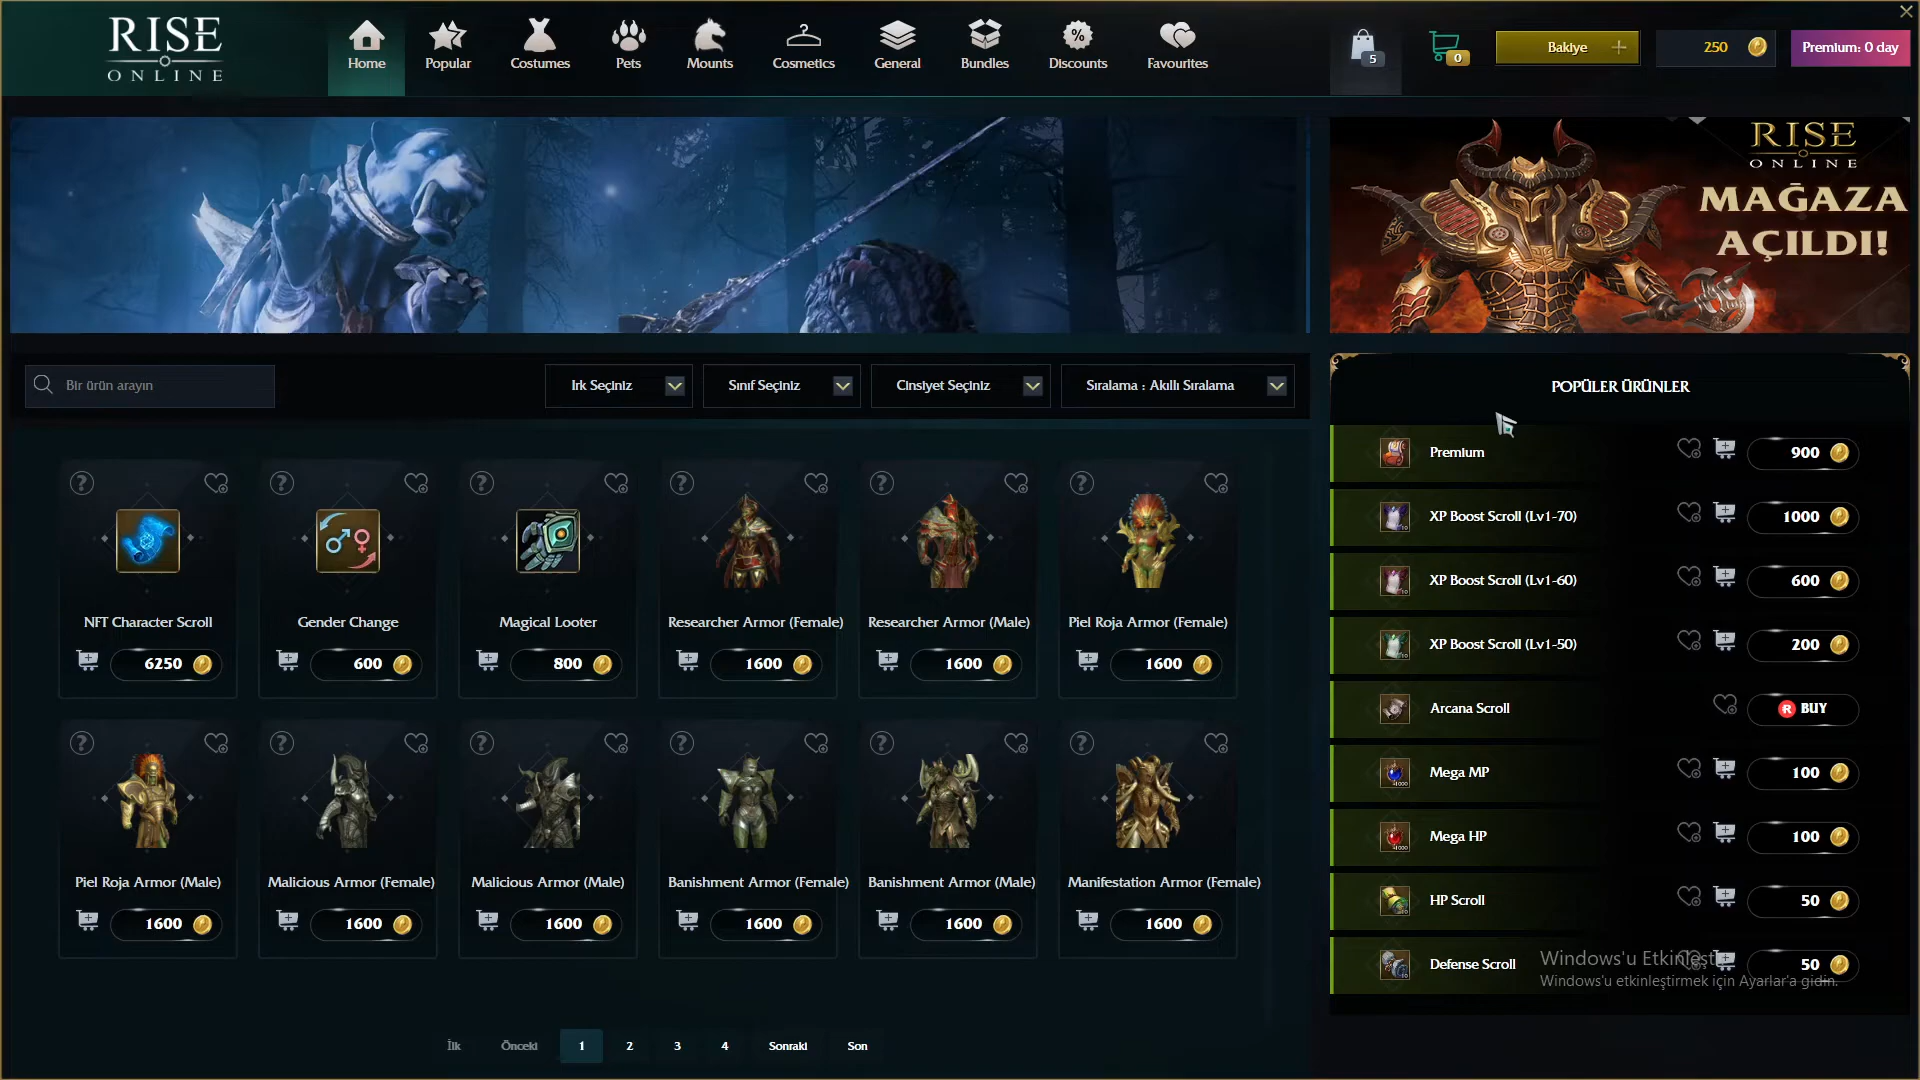 RISE
ONLINE
Home
Popular
Costumes
Pets
Mounts
Cosmetics
General
Bundles
Discounts
Favourites
5
0
Bakiye +
250
Premium: 0 day
RISE
ONLINE
MAĞAZA
AÇILDI!
Bir ürün arayın
Irk Seçiniz
Sınıf Seçiniz
Cinsiyet Seçiniz
Sıralama : Akıllı Sıralama
NFT Character Scroll
6250
Gender Change
600
Magical Looter
800
Researcher Armor (Female)
1600
Researcher Armor (Male)
1600
Piel Roja Armor (Female)
1600
Piel Roja Armor (Male)
1600
Malicious Armor (Female)
1600
Malicious Armor (Male)
1600
Banishment Armor (Female)
1600
Banishment Armor (Male)
1600
Manifestation Armor (Female)
1600
İlk
Önceki
1
2
3
4
Sonraki
Son
POPÜLER ÜRÜNLER
Premium
900
XP Boost Scroll (Lv1-70)
1000
XP Boost Scroll (Lv1-60)
600
XP Boost Scroll (Lv1-50)
200
Arcana Scroll
R BUY
Mega MP
100
Mega HP
100
HP Scroll
50
Defense Scroll
50
Windows'u Etkinleştir
Windows'u etkinleştirmek için Ayarlar'a gidin.